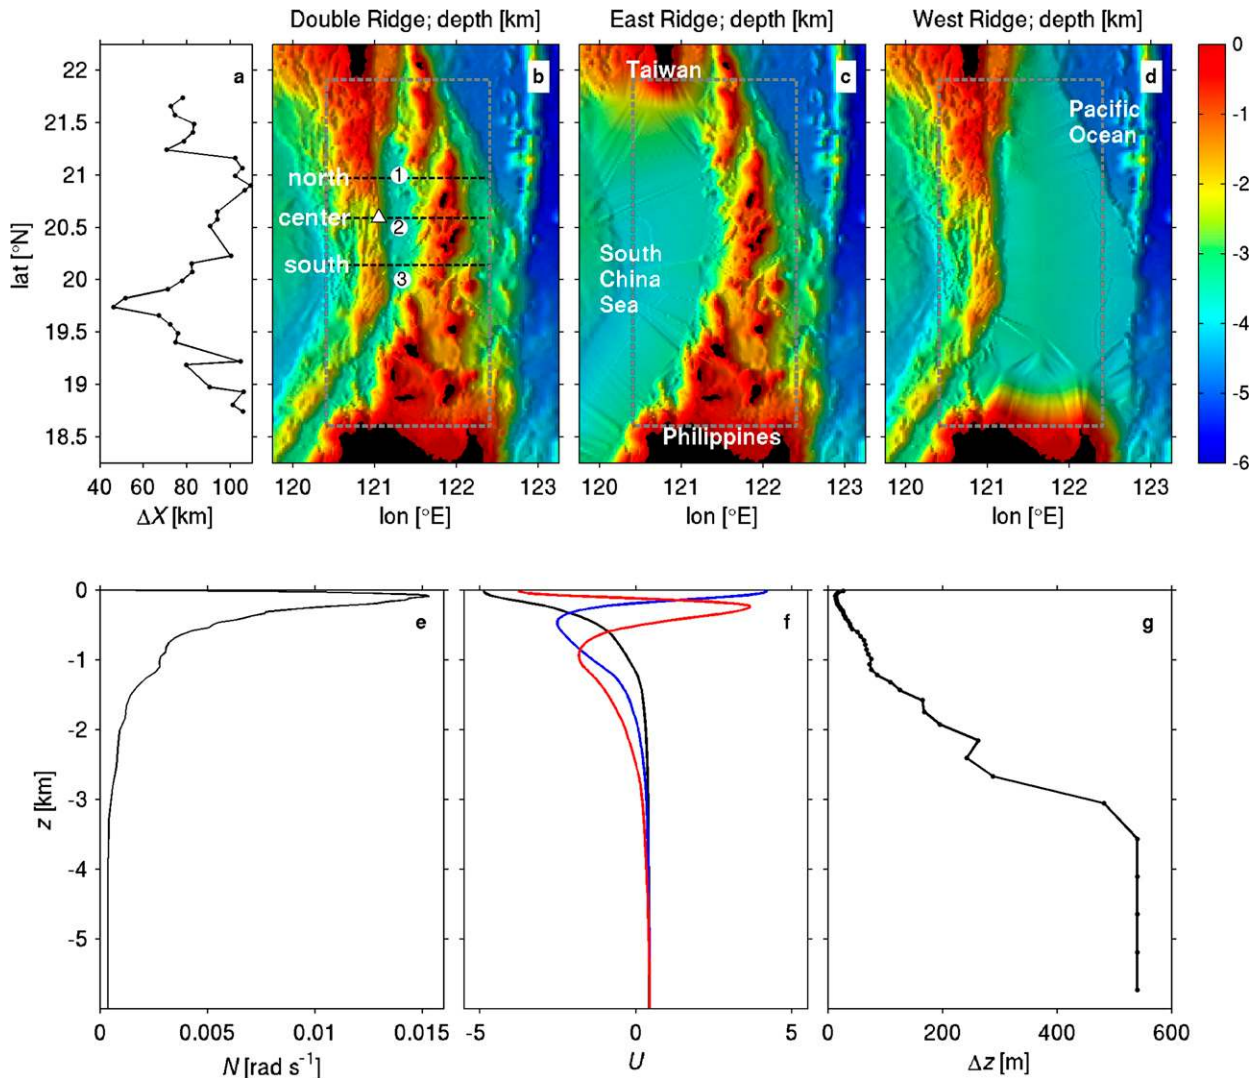 Double Ridge; depth [km]
East Ridge; depth [km]
West Ridge; depth [km]
a
b
c
d
Taiwan
Pacific
Ocean
north
center
south
1
2
3
South
China
Sea
Philippines
22
21.5
21
20.5
20
19.5
19
18.5
lat [°N]
40 60 80 100
ΔX [km]
120 121 122 123
lon [°E]
120 121 122 123
lon [°E]
120 121 122 123
lon [°E]
0
-1
-2
-3
-4
-5
-6
e
f
g
0
-1
-2
-3
-4
-5
z [km]
0 0.005 0.01 0.015
N [rad s⁻¹]
-5 0 5
U
0 200 400 600
Δz [m]